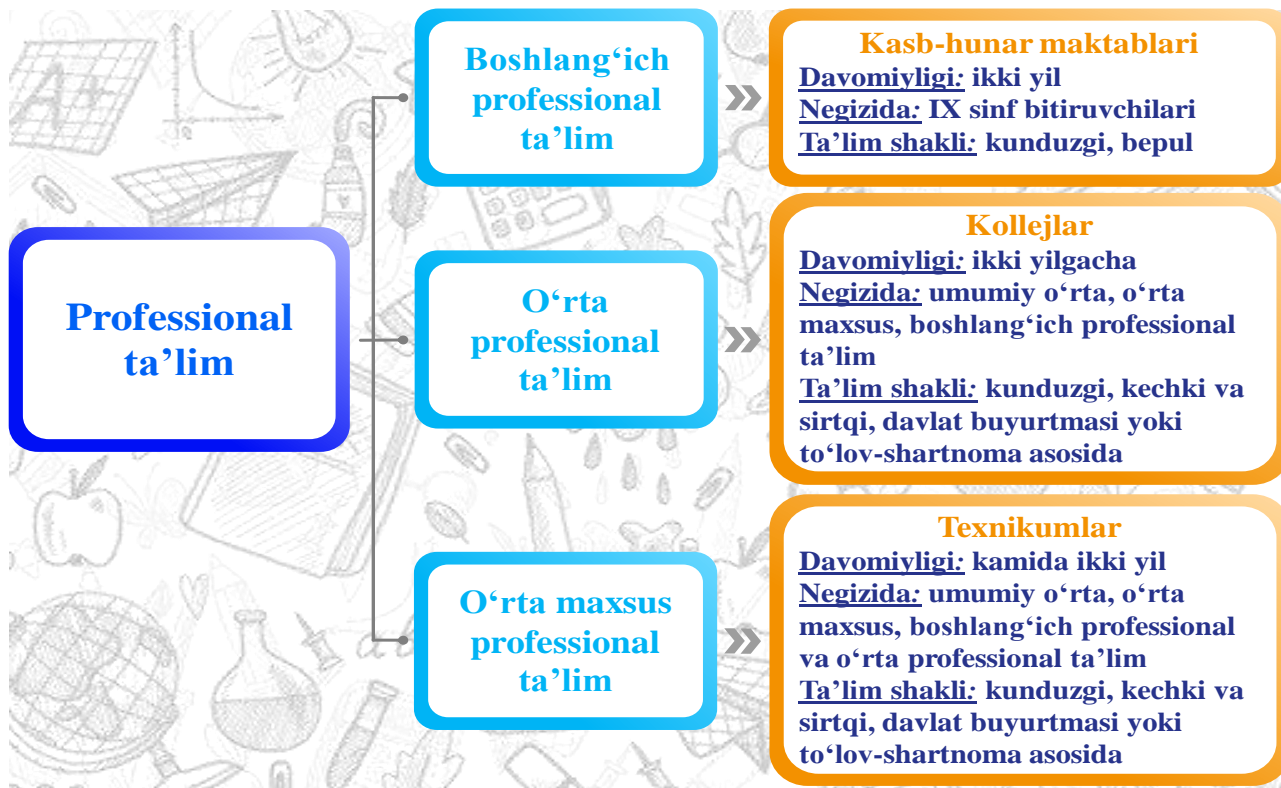 Professional
ta’lim
Boshlang‘ich
professional
ta’lim
Kasb-hunar maktablari
Davomiyligi: ikki yil
Negizida: IX sinf bitiruvchilari
Ta’lim shakli: kunduzgi, bepul
O‘rta
professional
ta’lim
Kollejlar
Davomiyligi: ikki yilgacha
Negizida: umumiy o‘rta, o‘rta
maxsus, boshlang‘ich professional
ta’lim
Ta’lim shakli: kunduzgi, kechki va
sirtqi, davlat buyurtmasi yoki
to‘lov-shartnoma asosida
O‘rta maxsus
professional
ta’lim
Texnikumlar
Davomiyligi: kamida ikki yil
Negizida: umumiy o‘rta, o‘rta
maxsus, boshlang‘ich professional
va o‘rta professional ta’lim
Ta’lim shakli: kunduzgi, kechki va
sirtqi, davlat buyurtmasi yoki
to‘lov-shartnoma asosida
A+